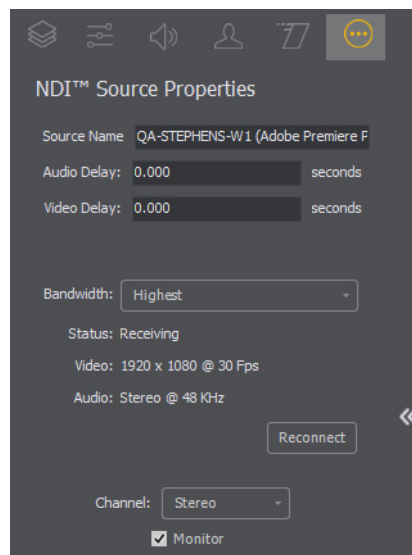 NDI™ Source Properties
Source Name QA-STEPHENS-W1 (Adobe Premiere P
Audio Delay: 0.000 seconds
Video Delay: 0.000 seconds
Bandwidth: Highest
Status: Receiving
Video: 1920 x 1080 @ 30 Fps
Audio: Stereo @ 48 KHz
Reconnect
Channel: Stereo
Monitor